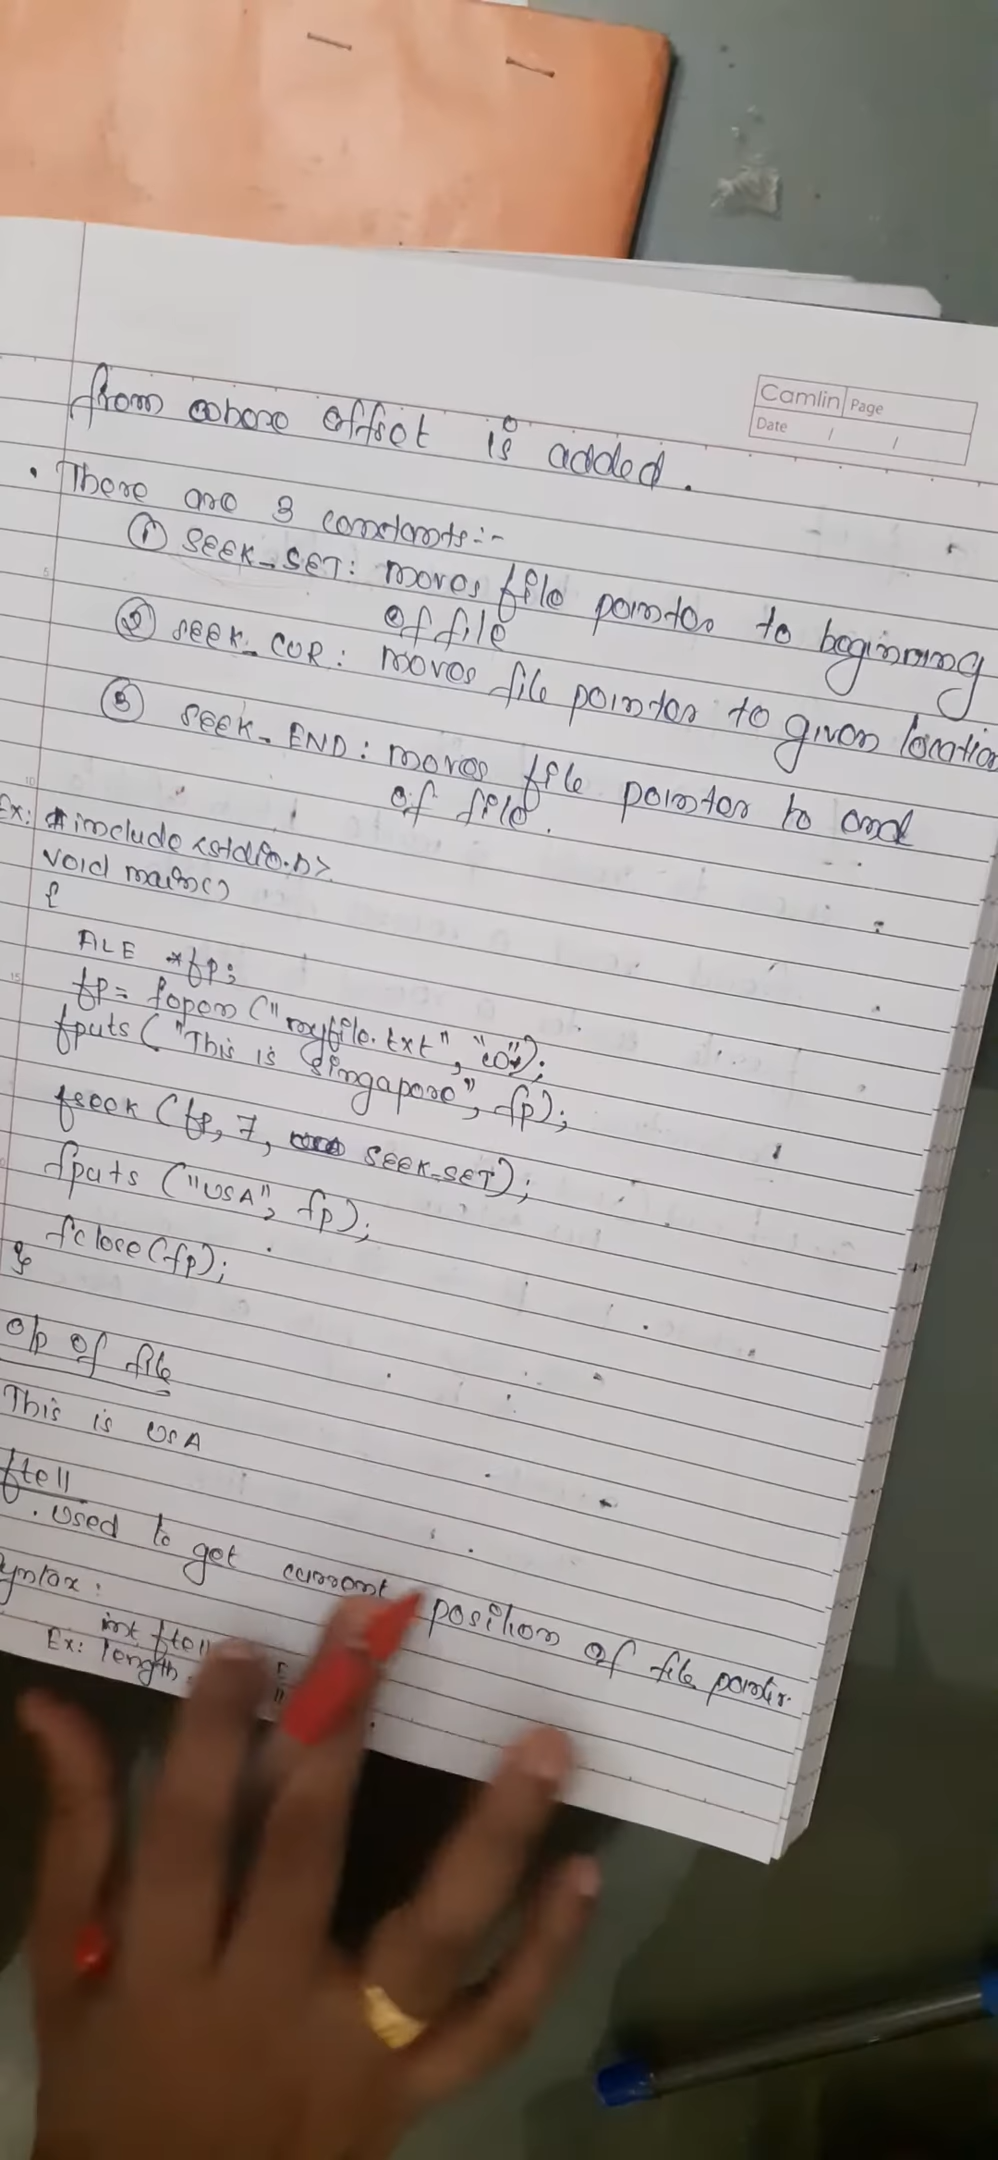 Camlin Page
Date / /
from where offset is added.
• There are 3 constants:-
① SEEK_SET: moves file pointer to beginning
of file
② SEEK_CUR: moves file pointer to given location
③ SEEK_END: moves file pointer to end
of file.
Ex: #include <stdio.h>
void main()
{
FILE *fp;
fp= fopen ("myfile.txt", "w+");
fputs ("This is Singapore", fp);
fseek (fp, 7, SEEK_SET);
fputs ("USA", fp);
fclose(fp);
}
O/p of file
This is USA
ftell
• Used to get current position of file pointer.
Syntax:
int ftell
Ex: length